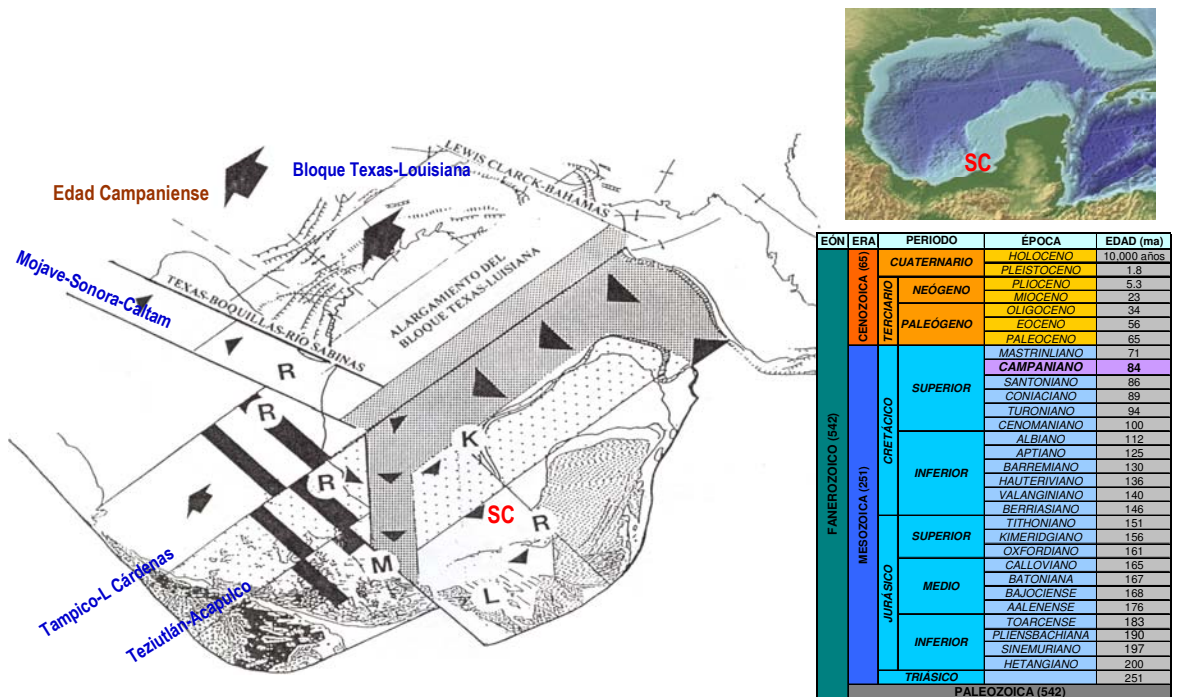 SC
Edad Campaniense
Bloque Texas-Louisiana
LEWIS CLARCK-BAHAMAS
Mojave-Sonora-Caltam
TEXAS-BOQUILLAS-RÍO SABINAS
ALARGAMIENTO DEL
BLOQUE TEXAS-LUISIANA
R
R
K
R
SC
R
M
L
Tampico-L Cárdenas
Teziutlán-Acapulco
EÓN ERA PERIODO ÉPOCA EDAD (ma)
FANEROZOICO (542)
CENOZOICA (65)
CUATERNARIO
HOLOCENO 10,000 años
PLEISTOCENO 1.8
TERCIARIO
NEÓGENO
PLIOCENO 5.3
MIOCENO 23
PALEÓGENO
OLIGOCENO 34
EOCENO 56
PALEOCENO 65
MESOZOICA (251)
CRETÁCICO
SUPERIOR
MASTRINLIANO 71
CAMPANIANO 84
SANTONIANO 86
CONIACIANO 89
TURONIANO 94
CENOMANIANO 100
INFERIOR
ALBIANO 112
APTIANO 125
BARREMIANO 130
HAUTERIVIANO 136
VALANGINIANO 140
BERRIASIANO 146
JURÁSICO
SUPERIOR
TITHONIANO 151
KIMERIDGIANO 156
OXFORDIANO 161
MEDIO
CALLOVIANO 165
BATONIANA 167
BAJOCIENSE 168
AALENENSE 176
INFERIOR
TOARCENSE 183
PLIENSBACHIANA 190
SINEMURIANO 197
HETANGIANO 200
TRIÁSICO 251
PALEOZOICA (542)